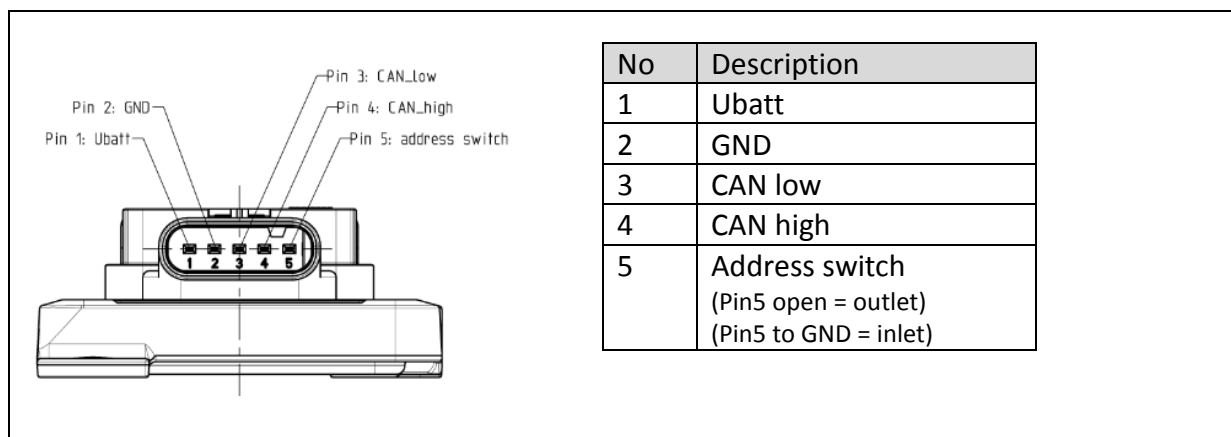 Pin 3: CAN_low
Pin 2: GND
Pin 4: CAN_high
Pin 1: Ubatt
Pin 5: address switch
1 2 3 4 5
No Description
1 Ubatt
2 GND
3 CAN low
4 CAN high
5 Address switch
(Pin5 open = outlet)
(Pin5 to GND = inlet)